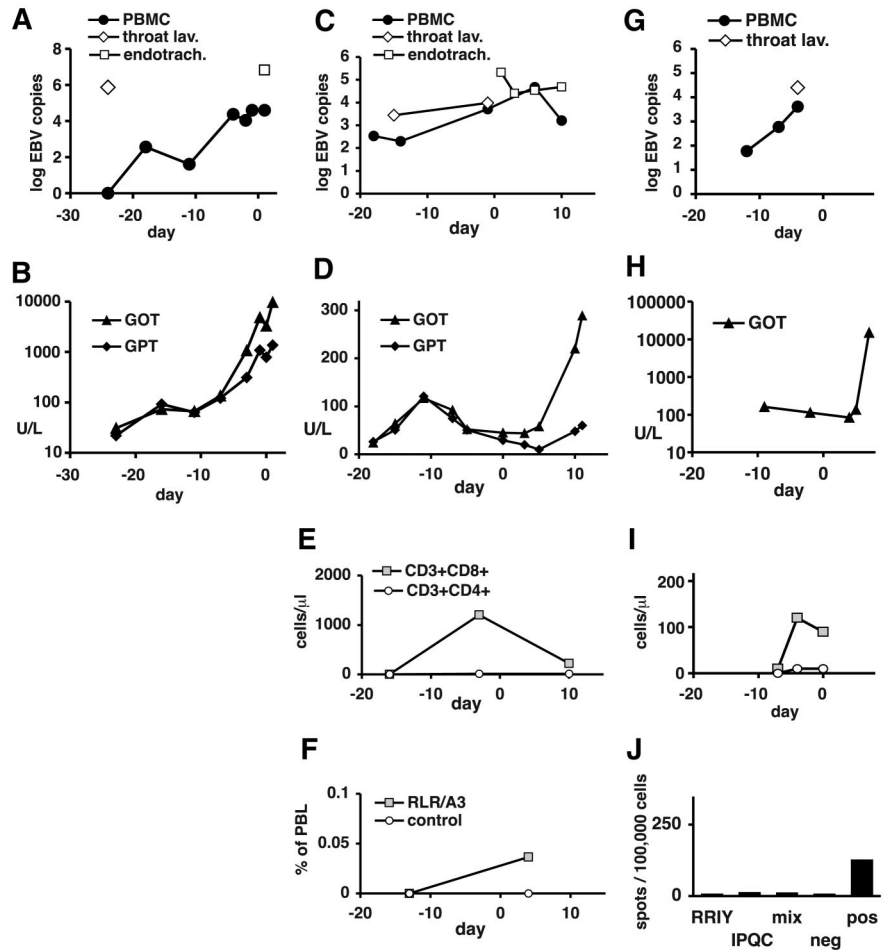 A
PBMC
throat lav.
endotrach.
log EBV copies
8
6
4
2
0
-30 -20 -10 0
day
C
PBMC
throat lav.
endotrach.
log EBV copies
6
5
4
3
2
1
0
-20 -10 0 10
day
G
PBMC
throat lav.
log EBV copies
6
5
4
3
2
1
0
-20 -10 0
day
B
10000
1000
100
10
U/L
GOT
GPT
-30 -20 -10 0
day
D
300
200
100
0
U/L
GOT
GPT
-20 -10 0 10
day
H
100000
10000
1000
100
10
U/L
GOT
-20 -10 0
day
E
CD3+CD8+
CD3+CD4+
cells/µl
2000
1000
0
-20 -10 0 10
day
I
cells/µl
200
100
0
-20 -10 0
day
F
RLR/A3
control
% of PBL
0.1
0.05
0
-20 -10 0 10
day
J
spots / 100,000 cells
250
0
RRIY mix pos
IPQC neg